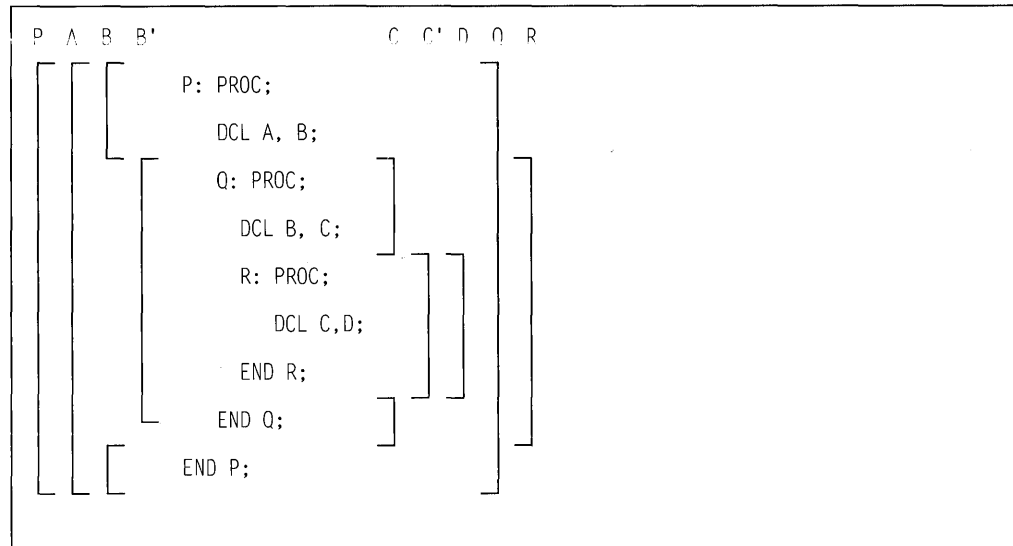 P A B B' C C' D Q R
P: PROC;
DCL A, B;
Q: PROC;
DCL B, C;
R: PROC;
DCL C,D;
END R;
END Q;
END P;